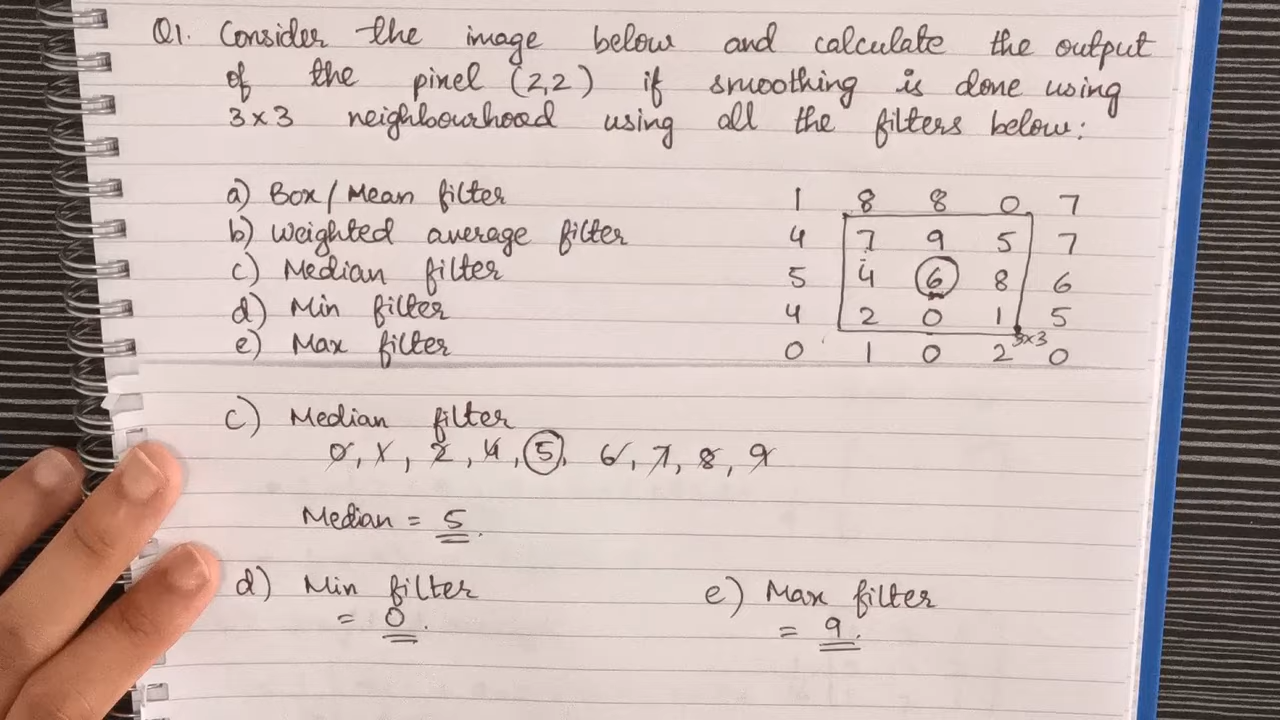 Q1. Consider the image below and calculate the output
of the pixel (2,2) if smoothing is done using
3×3 neighbourhood using all the filters below:
a) Box / Mean filter
b) Weighted average filter
c) Median filter
d) Min filter
e) Max filter
1 8 8 0 7
4 7 9 5 7
5 4 6 8 6
4 2 0 1 5
0 1 0 2 0
3×3
c) Median filter
0, 1, 2, 4, 5, 6, 7, 8, 9
Median = 5.
d) Min filter
= 0.
e) Max filter
= 9.